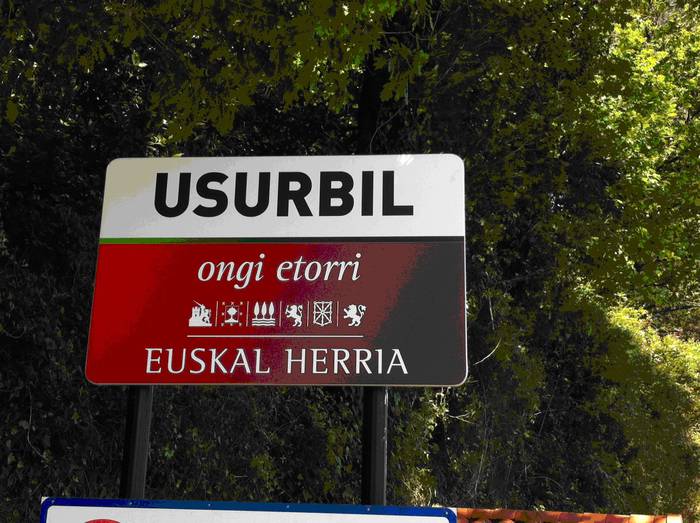 USURBIL
ongi etorri
EUSKAL HERRIA